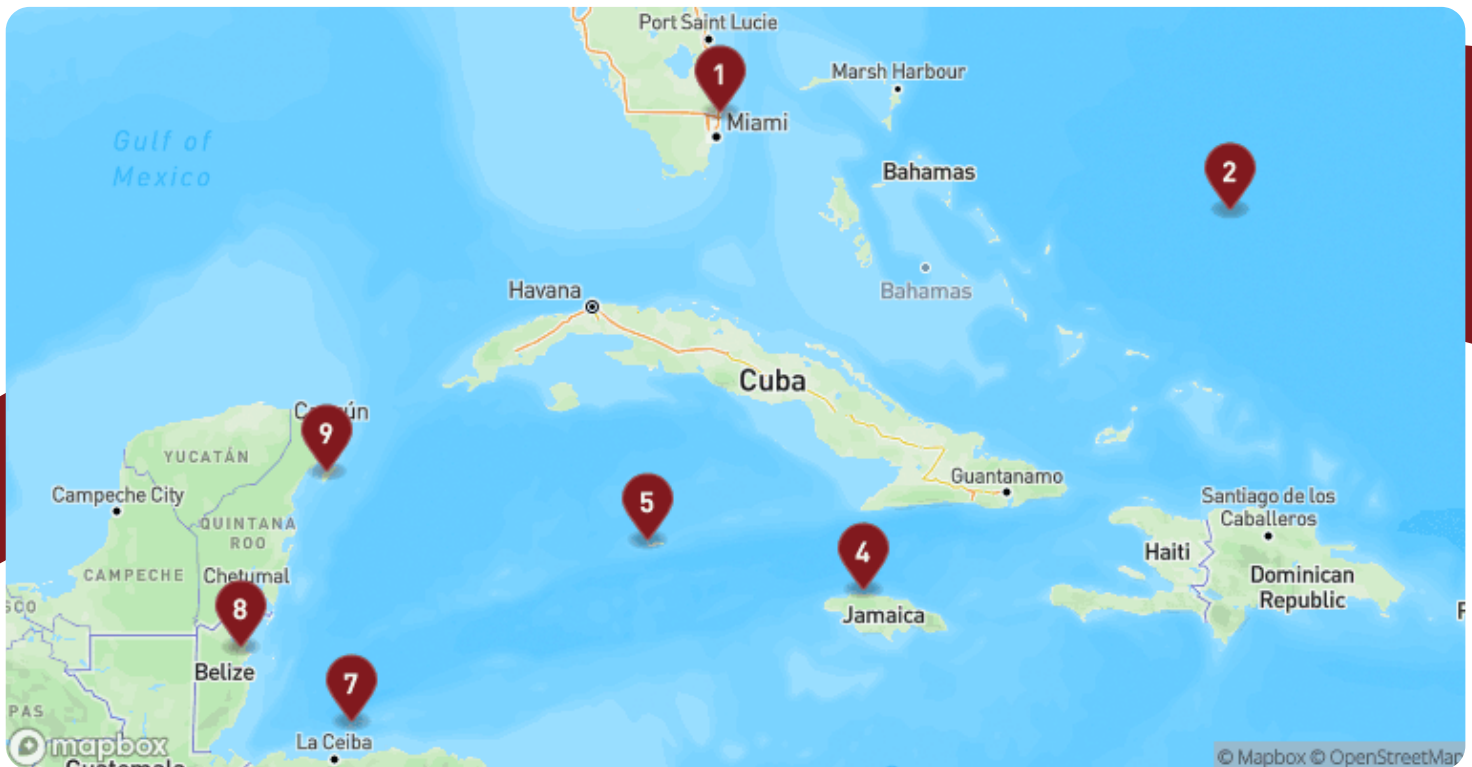 Port Saint Lucie
1
Marsh Harbour
Miami
Gulf of
Mexico
2
Bahamas
Havana
Bahamas
Cuba
9
YUCATÁN
Campeche City
5
Guantanamo
Santiago de los
Caballeros
QUINTANA
ROO
4
Haiti
CAMPECHE
Chetumal
Dominican
Republic
8
Jamaica
Belize
7
La Ceiba
mapbox
© Mapbox © OpenStreetMap